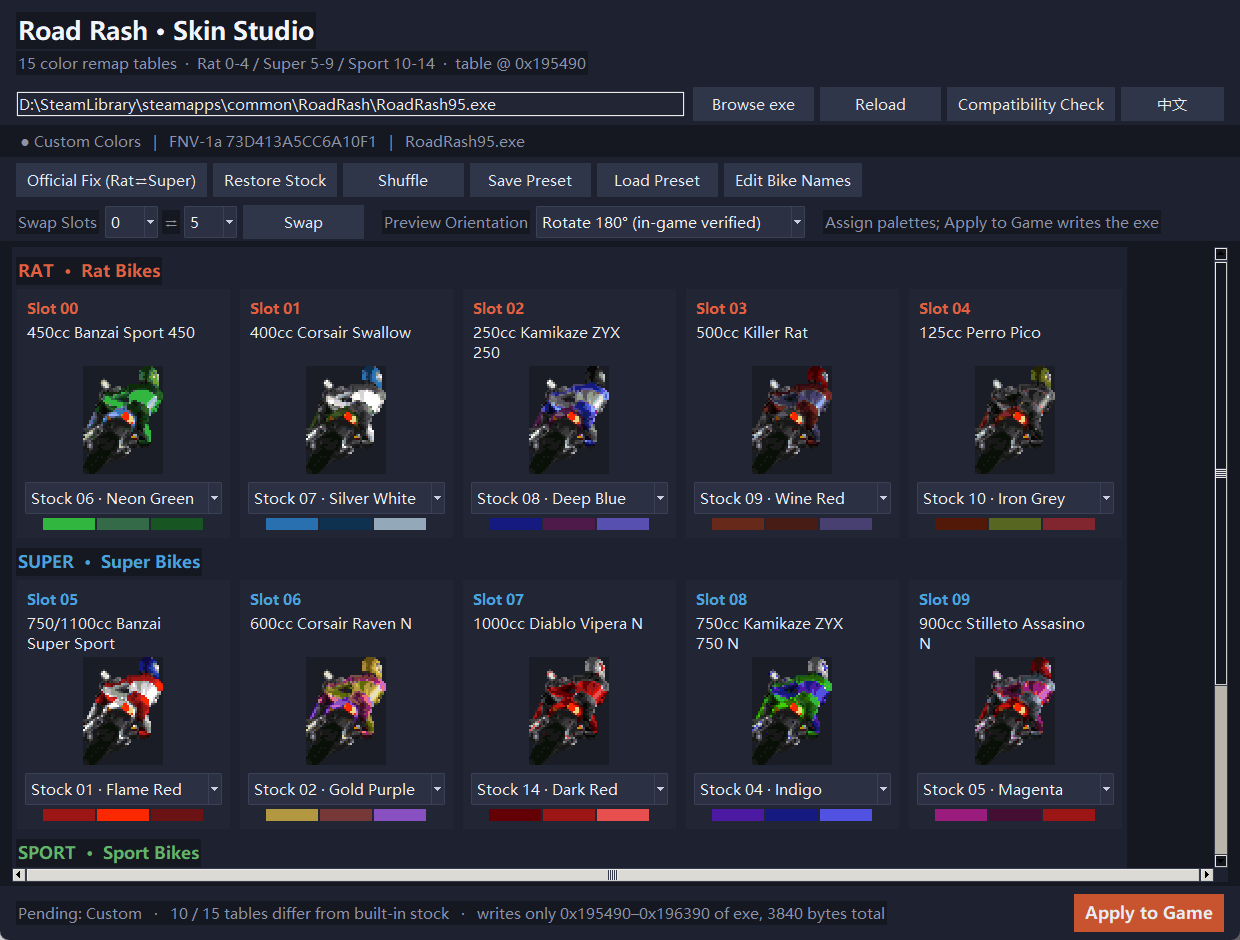 Road Rash • Skin Studio
15 color remap tables · Rat 0-4 / Super 5-9 / Sport 10-14 · table @ 0x195490
D:\SteamLibrary\steamapps\common\RoadRash\RoadRash95.exe Browse exe Reload Compatibility Check 中文
● Custom Colors | FNV-1a 73D413A5CC6A10F1 | RoadRash95.exe
Official Fix (Rat⇌Super) Restore Stock Shuffle Save Preset Load Preset Edit Bike Names
Swap Slots 0 ⇌ 5 Swap Preview Orientation Rotate 180° (in-game verified) Assign palettes; Apply to Game writes the exe
RAT • Rat Bikes
Slot 00 Slot 01 Slot 02 Slot 03 Slot 04
450cc Banzai Sport 450 400cc Corsair Swallow 250cc Kamikaze ZYX 500cc Killer Rat 125cc Perro Pico
250
Stock 06 · Neon Green Stock 07 · Silver White Stock 08 · Deep Blue Stock 09 · Wine Red Stock 10 · Iron Grey
SUPER • Super Bikes
Slot 05 Slot 06 Slot 07 Slot 08 Slot 09
750/1100cc Banzai 600cc Corsair Raven N 1000cc Diablo Vipera N 750cc Kamikaze ZYX 900cc Stilleto Assasino
Super Sport 750 N N
Stock 01 · Flame Red Stock 02 · Gold Purple Stock 14 · Dark Red Stock 04 · Indigo Stock 05 · Magenta
SPORT • Sport Bikes
Pending: Custom · 10 / 15 tables differ from built-in stock · writes only 0x195490–0x196390 of exe, 3840 bytes total Apply to Game